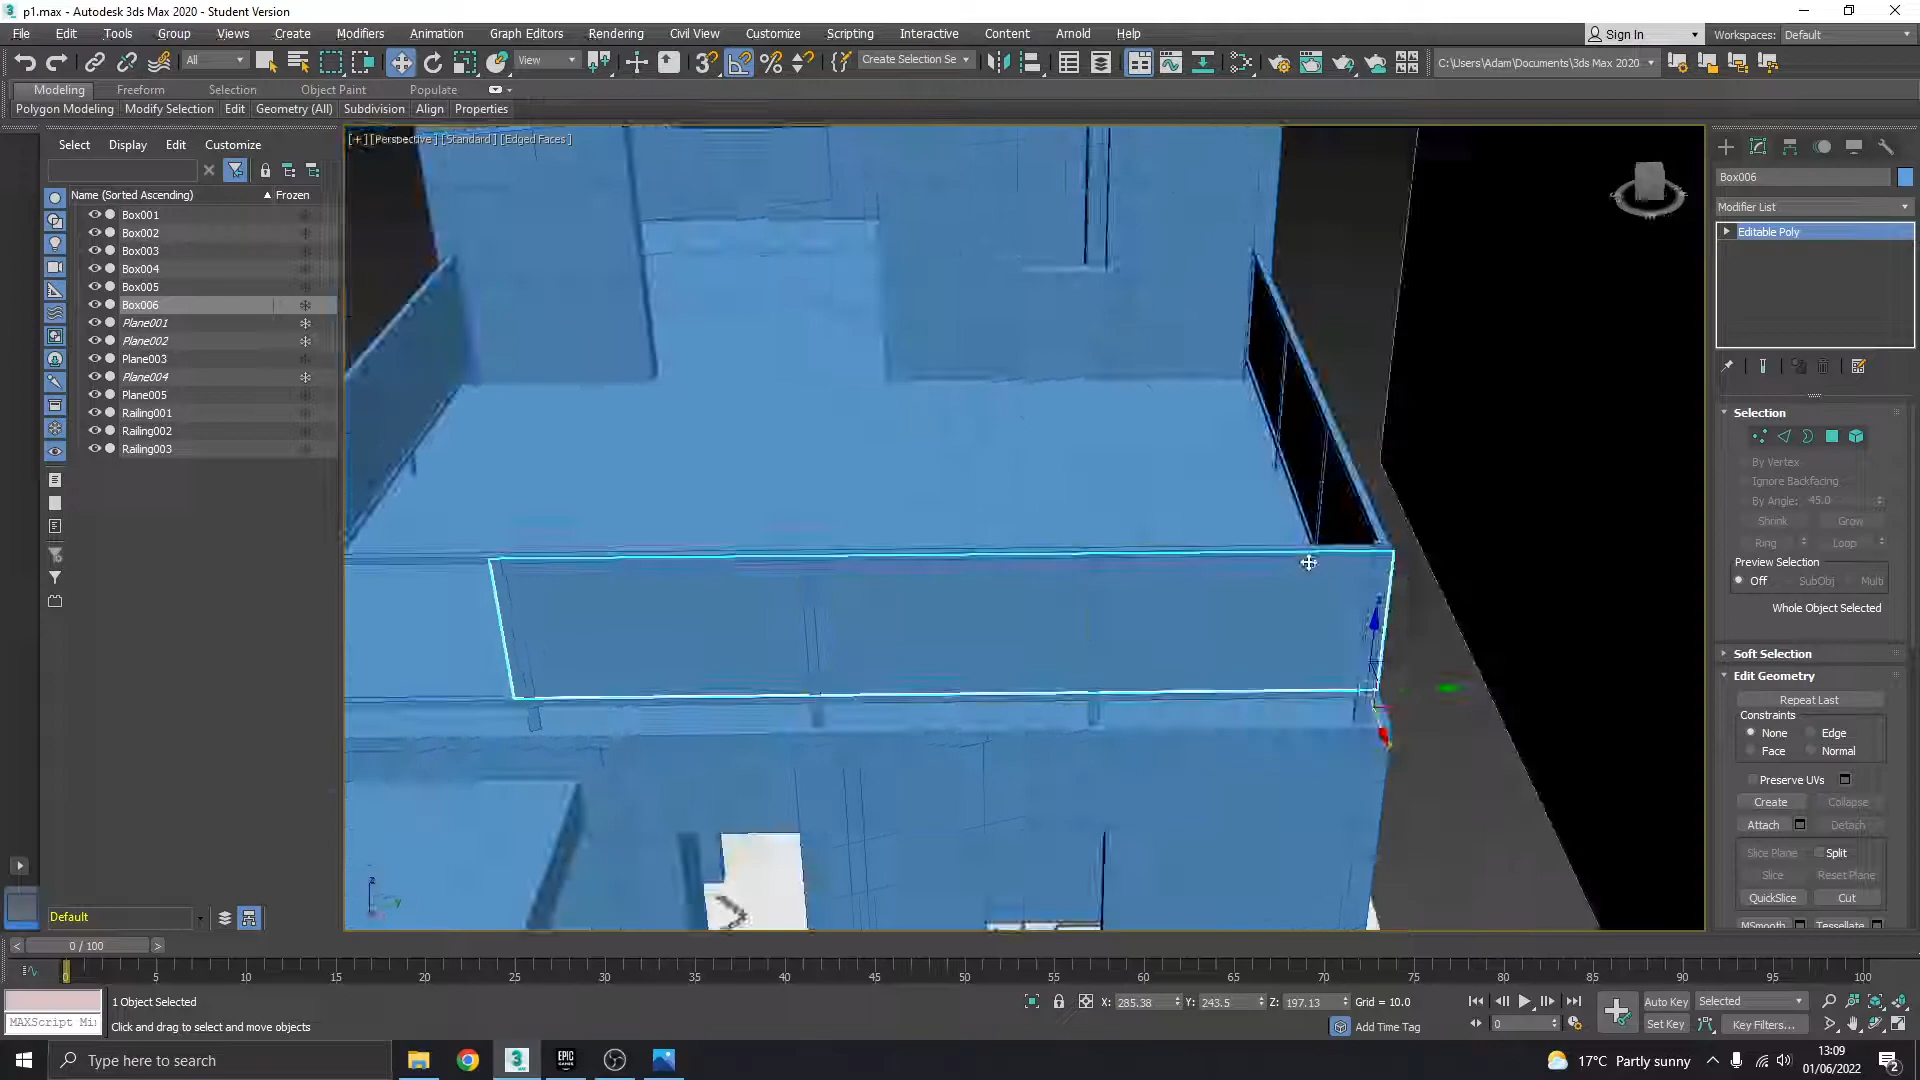 p1.max - Autodesk 3ds Max 2020 - Student Version
File Edit Tools Group Views Create Modifiers Animation Graph Editors Rendering Civil View Customize Scripting Interactive Content Arnold Help
Sign In Workspaces: Default
All View Create Selection Se C:\Users\Adam\Documents\3ds Max 2020
Modeling Freeform Selection Object Paint Populate
Polygon Modeling Modify Selection Edit Geometry (All) Subdivision Align Properties
Select Display Edit Customize
[+][Perspective][Standard][Edged Faces]
Name (Sorted Ascending) Frozen
Box001
Box002
Box003
Box004
Box005
Box006
Plane001
Plane002
Plane003
Plane004
Plane005
Railing001
Railing002
Railing003
Box006
Modifier List
Editable Poly
Selection
By Vertex
Ignore Backfacing
By Angle: 45.0
Shrink Grow
Ring Loop
Preview Selection
Off SubObj Multi
Whole Object Selected
Soft Selection
Edit Geometry
Repeat Last
Constraints
None Edge
Face Normal
Preserve UVs
Create Collapse
Attach Detach
Slice Plane Split
Slice Reset Plane
QuickSlice Cut
MSmooth Tessellate
z
y
Default
< 0 / 100 >
0 5 10 15 20 25 30 35 40 45 50 55 60 65 70 75 80 85 90 95 100
1 Object Selected X: 285.38 Y: 243.5 Z: 197.13 Grid = 10.0 Auto Key Selected
MAXScript Mi Click and drag to select and move objects Add Time Tag 0 Set Key Key Filters...
Type here to search
3
EPIC GAMES
17°C Partly sunny
13:09
01/06/2022
2